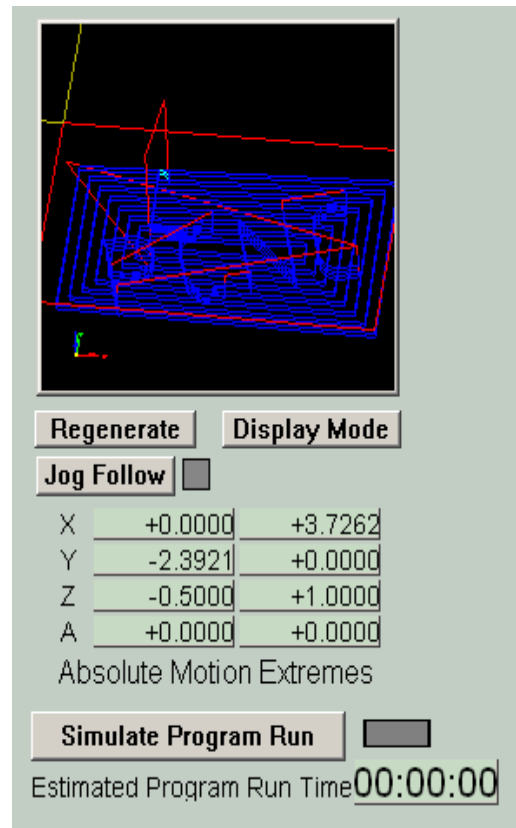 Regenerate Display Mode
Jog Follow
X +0.0000 +3.7262
Y -2.3921 +0.0000
Z -0.5000 +1.0000
A +0.0000 +0.0000
Absolute Motion Extremes
Simulate Program Run
Estimated Program Run Time 00:00:00